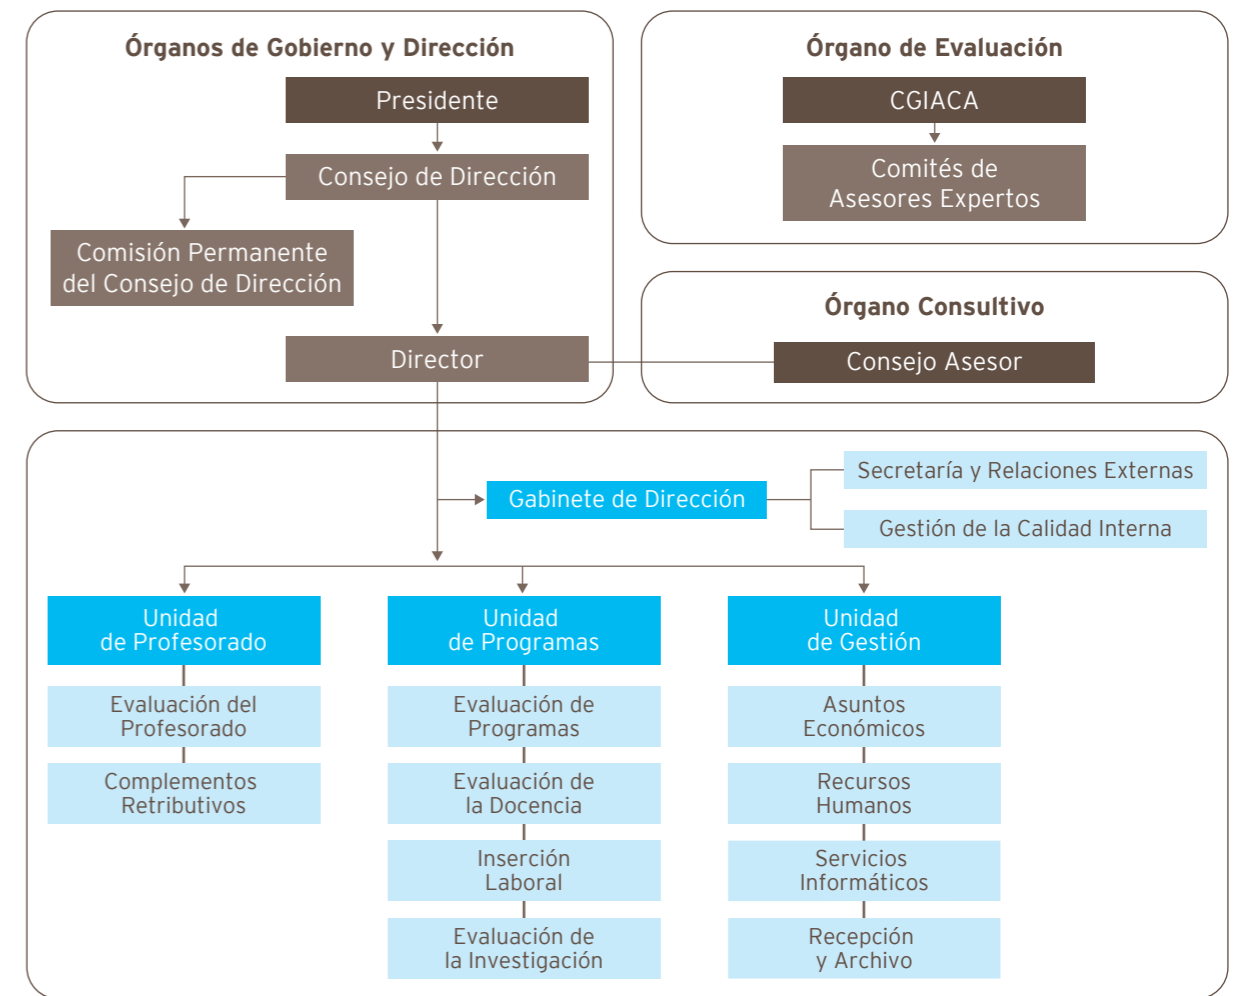 Órganos de Gobierno y Dirección
Presidente
Consejo de Dirección
Comisión Permanente
del Consejo de Dirección
Director
Órgano de Evaluación
CGIACA
Comités de
Asesores Expertos
Órgano Consultivo
Consejo Asesor
Gabinete de Dirección
Secretaría y Relaciones Externas
Gestión de la Calidad Interna
Unidad
de Profesorado
Evaluación del
Profesorado
Complementos
Retributivos
Unidad
de Programas
Evaluación de
Programas
Evaluación de
la Docencia
Inserción
Laboral
Evaluación de
la Investigación
Unidad
de Gestión
Asuntos
Económicos
Recursos
Humanos
Servicios
Informáticos
Recepción
y Archivo